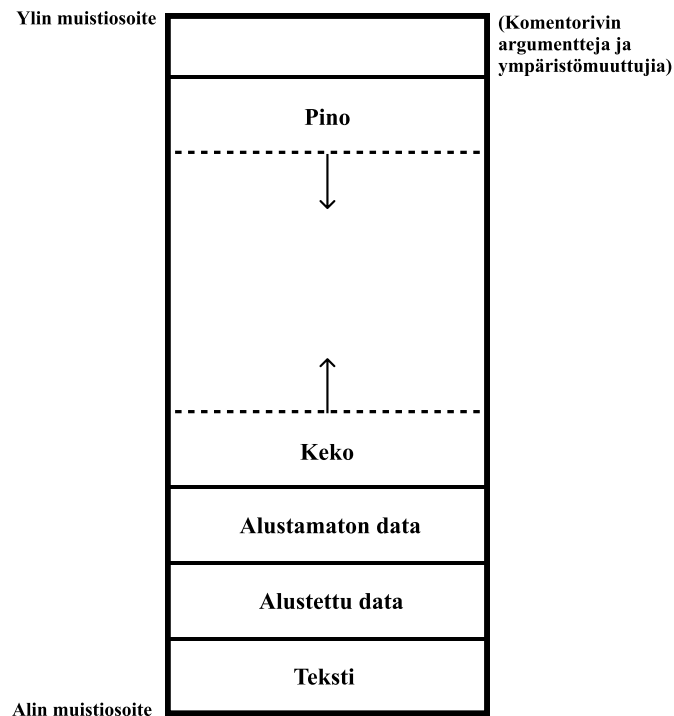 Ylin muistiosoite
(Komentorivin
argumentteja ja
ympäristömuuttujia)
Pino
Keko
Alustamaton data
Alustettu data
Teksti
Alin muistiosoite